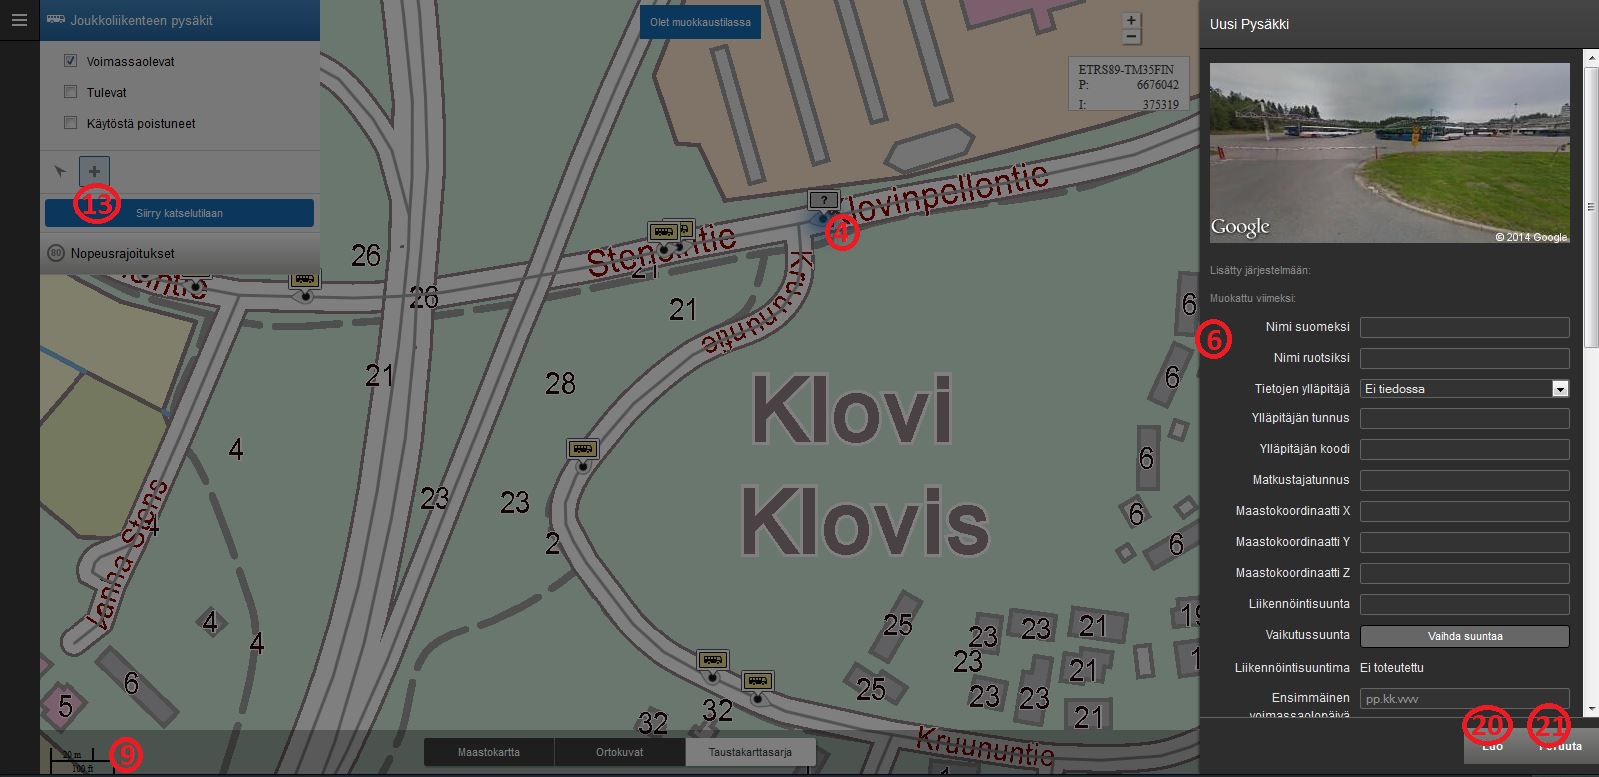 Joukkoliikenteen pysäkit
Voimassaolevat
Tulevat
Käytöstä poistuneet
13
Siirry katselutilaan
80 Nopeusrajoitukset
Olet muokkaustilassa
+
−
ETRS89-TM35FIN
P: 6676042
I: 375319
?
4
Klovinpellontie
Stensintie
Kruununtie
26
21
26
21
21
28
4
23
23
2
4
Vanha Stens
4
4
6
5
Klovi
Klovis
6
6
6
6
6
25
23
23
21
19
23
21
1
25
23
23
21
32
32
Kruununtie
20 m
100 ft
9
Maastokartta
Ortokuvat
Taustakarttasarja
Uusi Pysäkki
Google
© 2014 Google
Lisätty järjestelmään:
Muokattu viimeksi:
6
Nimi suomeksi
Nimi ruotsiksi
Tietojen ylläpitäjä Ei tiedossa
Ylläpitäjän tunnus
Ylläpitäjän koodi
Matkustajatunnus
Maastokoordinaatti X
Maastokoordinaatti Y
Maastokoordinaatti Z
Liikennöintisuunta
Vaikutussuunta Vaihda suuntaa
Liikennöintisuuntima Ei toteutettu
Ensimmäinen pp.kk.vvvv
voimassaolopäivä
20
21
Luo
Peruuta